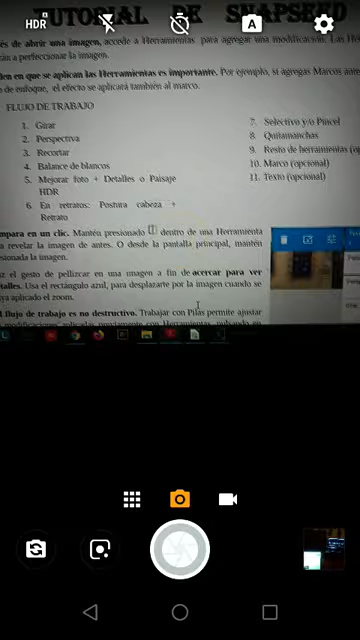 HDR
A
TUTORIAL DE SNAPSEED
és de abrir una imagen, accede a Herramientas para agregar una modificación. Las He
rán a perfeccionar la imagen.
den en que se aplican las Herramientas es importante. Por ejemplo, si agregas Marcos ante
o de enfoque, el efecto se aplicará también al marco.
FLUJO DE TRABAJO
1. Girar
2. Perspectiva
3. Recortar
4. Balance de blancos
5. Mejorar foto + Detalles o Paisaje
HDR
6. En retratos: Postura cabeza +
Retrato
7. Selectivo y/o Pincel
8. Quitamanchas
9. Resto de herramientas (op
10. Marco (opcional)
11. Texto (opcional)
mpara en un clic. Mantén presionado dentro de una Herramienta
a revelar la imagen de antes. O desde la pantalla principal, mantén
esionada la imagen.
z el gesto de pellizcar en una imagen a fin de acercar para ver
talles. Usa el rectángulo azul, para desplazarte por la imagen cuando se
ya aplicado el zoom.
l flujo de trabajo es no destructivo. Trabajar con Pilas permite ajustar